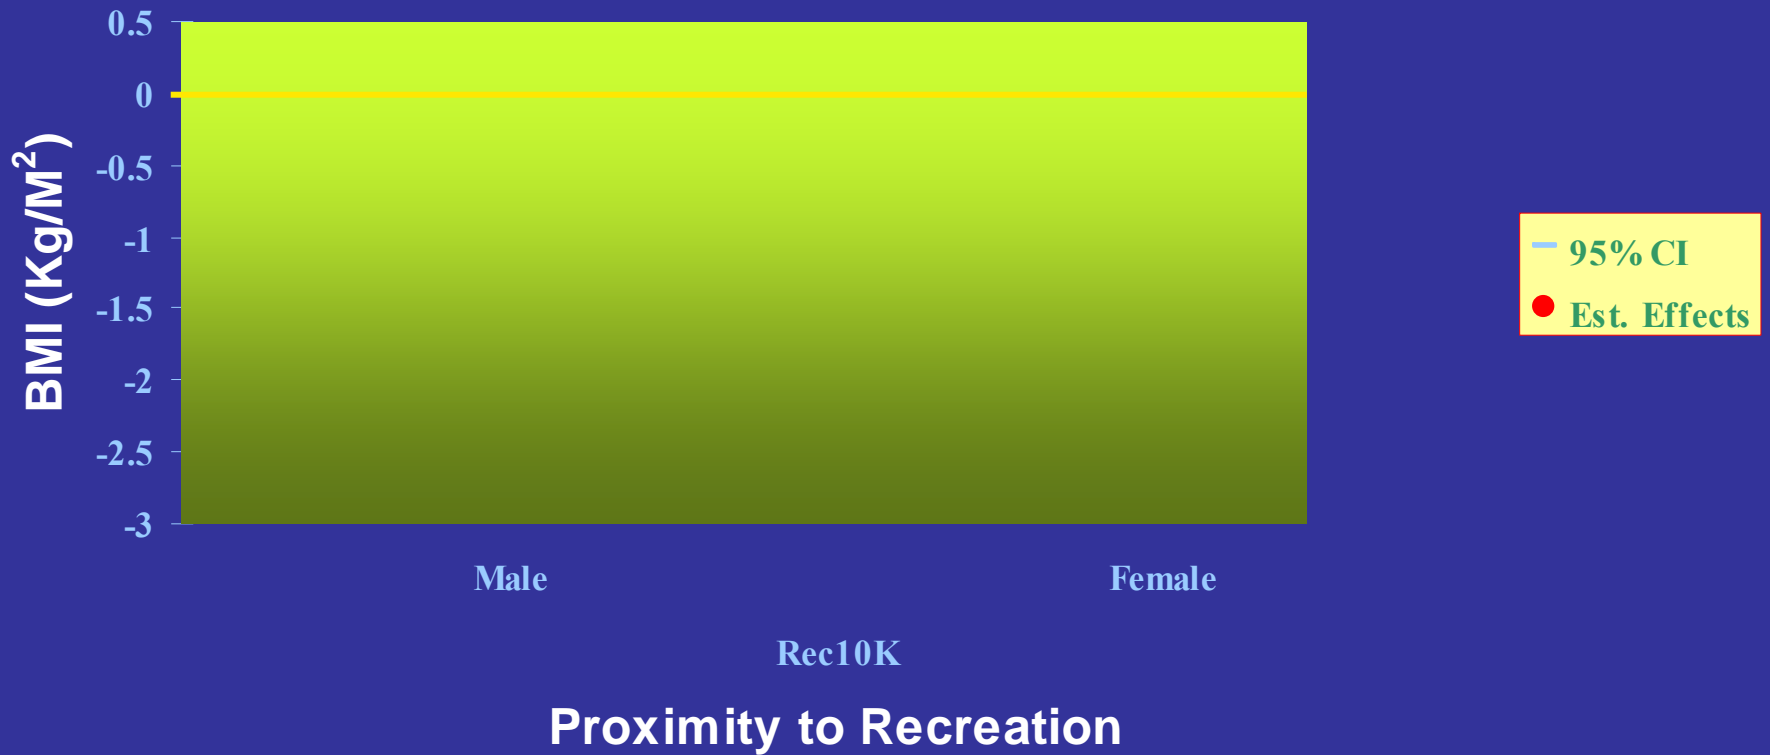 0.5
0
-0.5
-1
-1.5
-2
-2.5
-3
BMI (Kg/M²)
95% CI
Est. Effects
Male Female
Rec10K
Proximity to Recreation